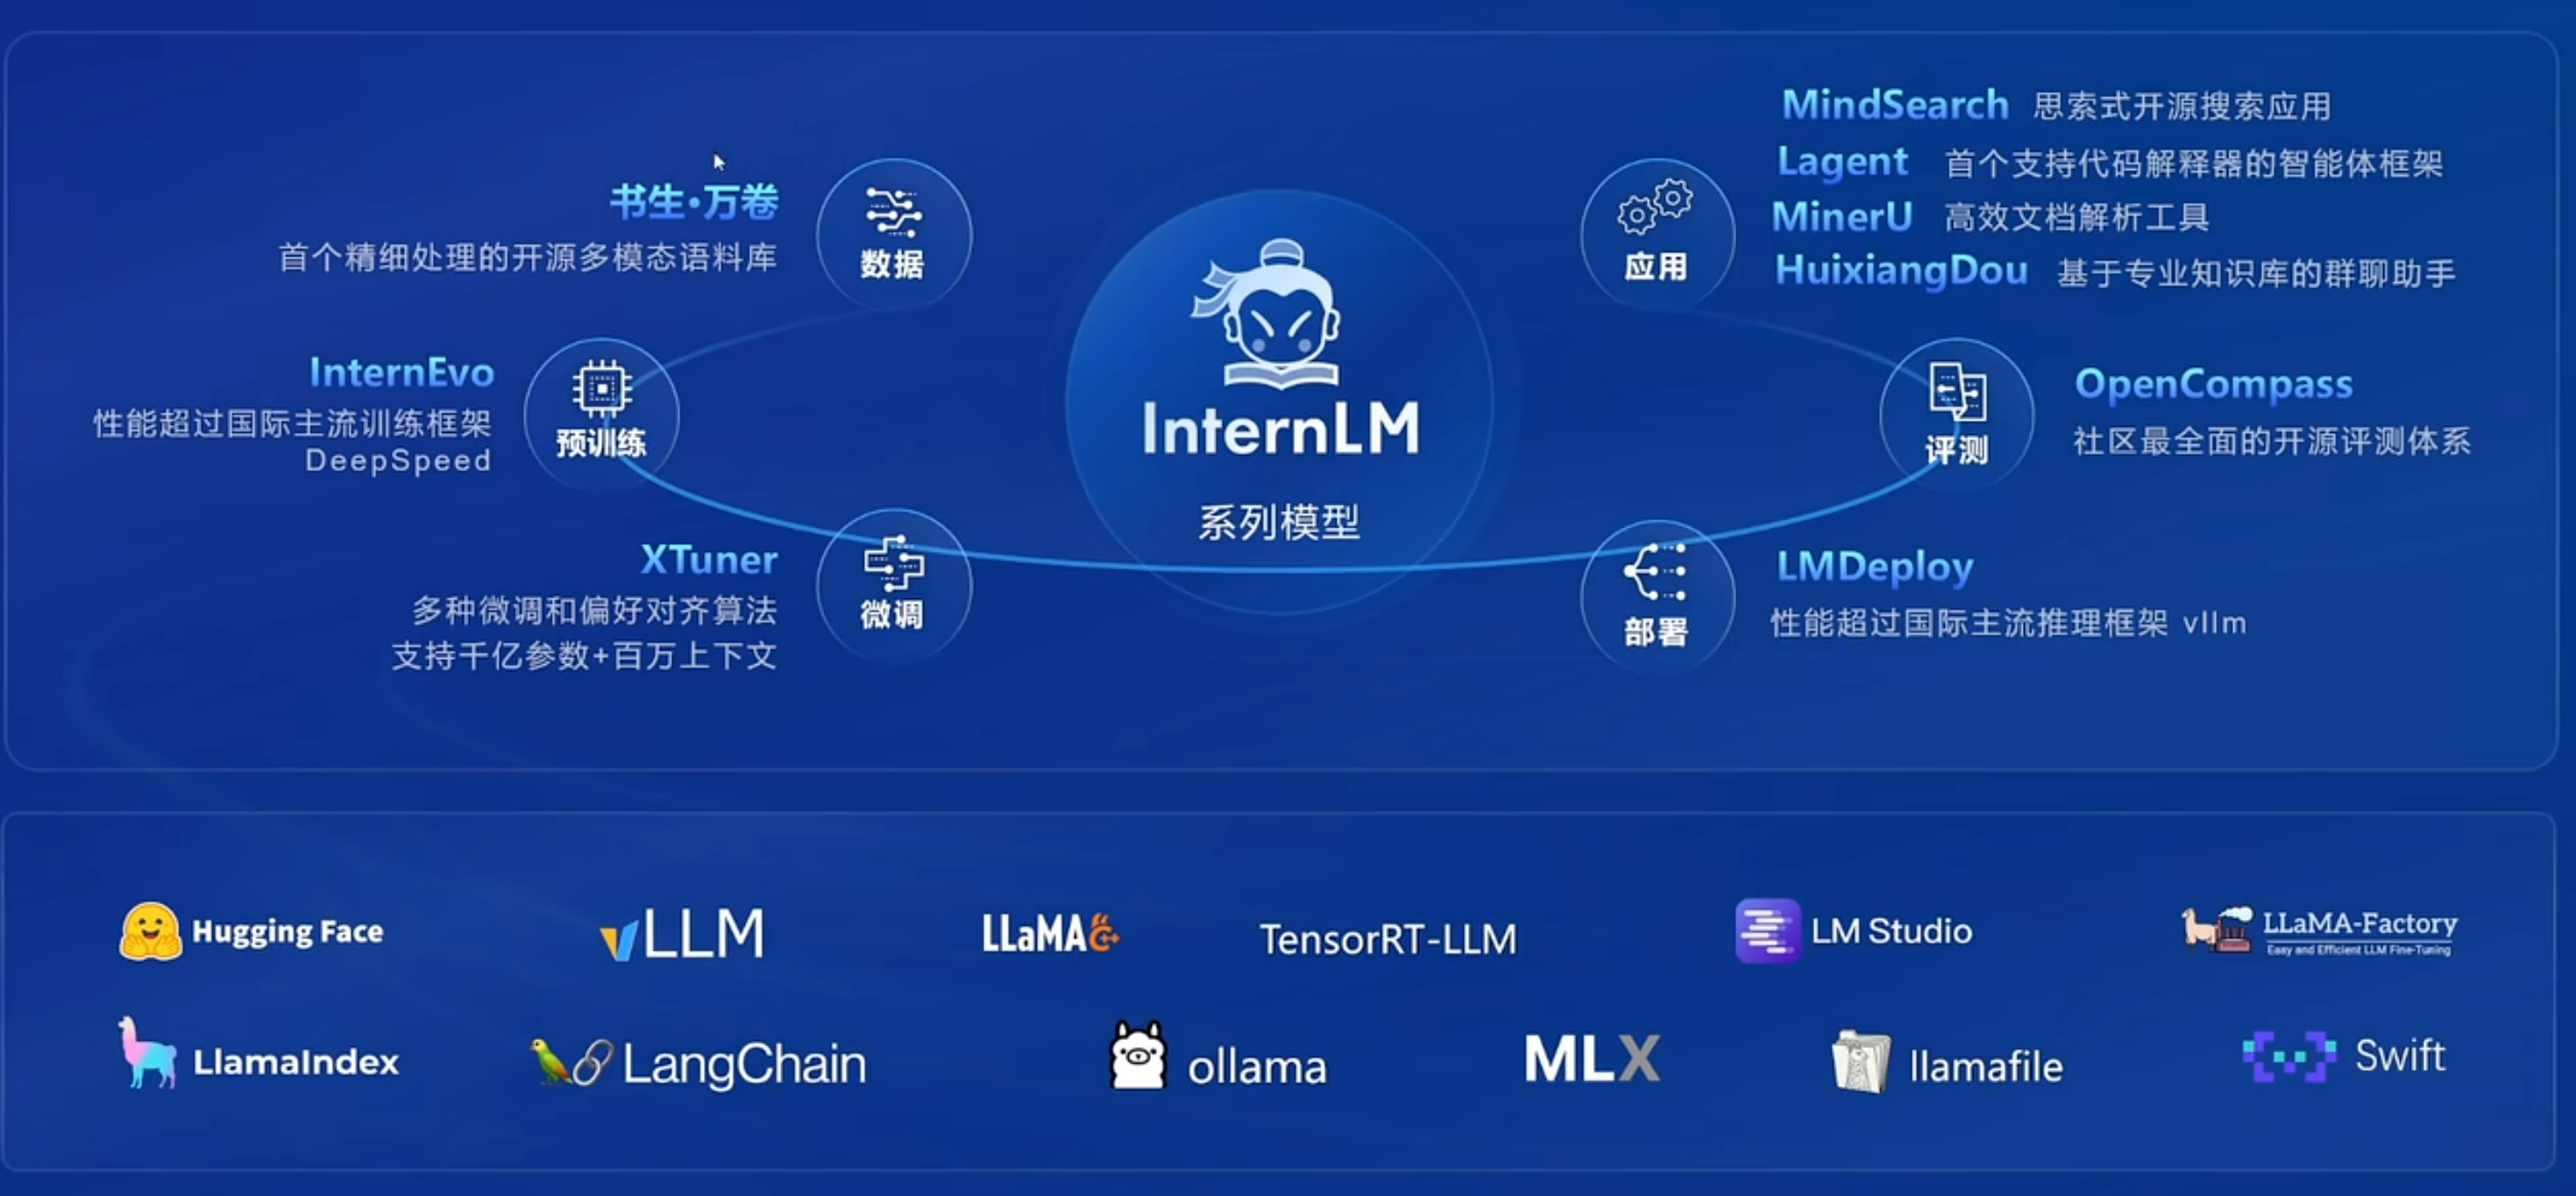 书生·万卷
首个精细处理的开源多模态语料库
数据
InternEvo
性能超过国际主流训练框架
DeepSpeed
预训练
XTuner
多种微调和偏好对齐算法
支持千亿参数+百万上下文
微调
InternLM
系列模型
应用
MindSearch 思索式开源搜索应用
Lagent 首个支持代码解释器的智能体框架
MinerU 高效文档解析工具
HuixiangDou 基于专业知识库的群聊助手
评测
OpenCompass
社区最全面的开源评测体系
部署
LMDeploy
性能超过国际主流推理框架 vllm
Hugging Face
vLLM
LLaMA C++
TensorRT-LLM
LM Studio
LLaMA-Factory
Easy and Efficient LLM Fine-Tuning
LlamaIndex
LangChain
ollama
MLX
llamafile
Swift